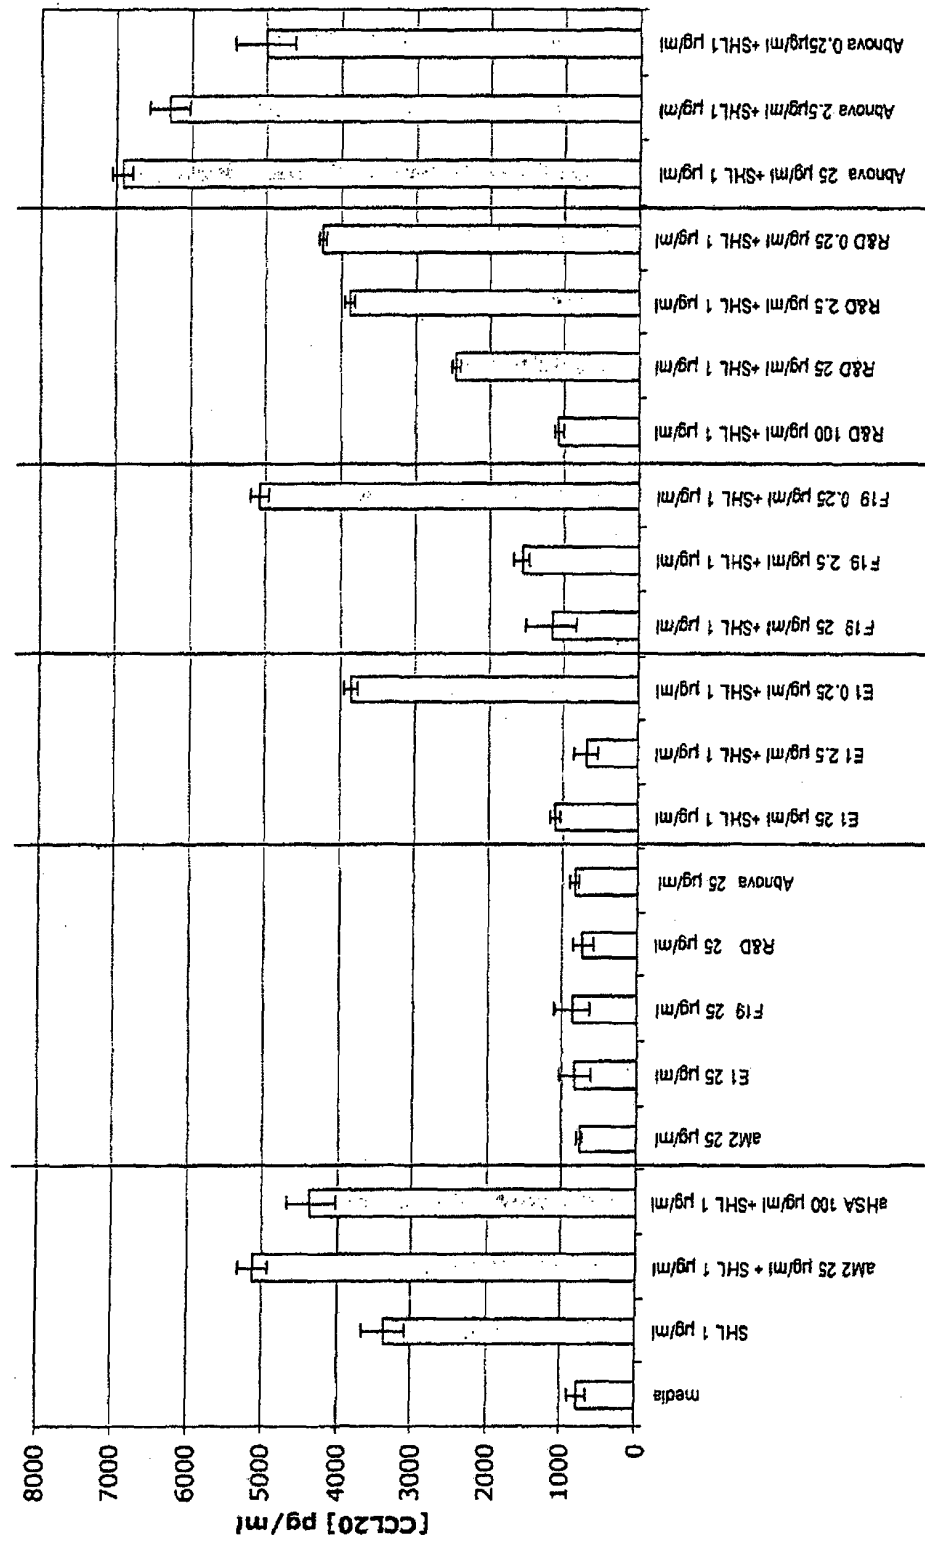 [CCL20] pg/ml
8000
7000
6000
5000
4000
3000
2000
1000
0
media
SHL 1 µg/ml
aM2 25 µg/ml + SHL 1 µg/ml
aHSA 100 µg/ml +SHL 1 µg/ml
aM2 25 µg/ml
E1 25 µg/ml
F19 25 µg/ml
R&D 25 µg/ml
Abnova 25 µg/ml
E1 25 µg/ml +SHL 1 µg/ml
E1 2.5 µg/ml +SHL 1 µg/ml
E1 0.25 µg/ml +SHL 1 µg/ml
F19 25 µg/ml +SHL 1 µg/ml
F19 2.5 µg/ml +SHL 1 µg/ml
F19 0.25 µg/ml +SHL 1 µg/ml
R&D 100 µg/ml +SHL 1 µg/ml
R&D 25 µg/ml +SHL 1 µg/ml
R&D 2.5 µg/ml +SHL 1 µg/ml
R&D 0.25 µg/ml +SHL 1 µg/ml
Abnova 25 µg/ml +SHL 1 µg/ml
Abnova 2.5µg/ml +SHL1 µg/ml
Abnova 0.25µg/ml +SHL1 µg/ml